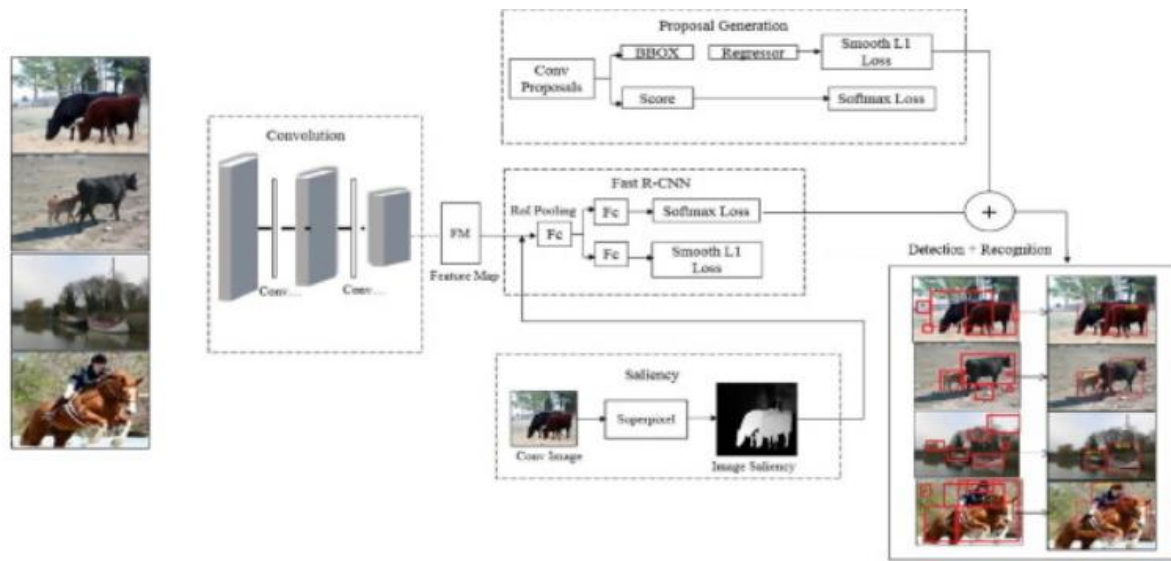 Proposal Generation
BBOX
Regressor
Smooth L1
Loss
Conv
Proposals
Score
Softmax Loss
Convolution
Conv...
Conv...
FM
Feature Map
Fast R-CNN
RoI Pooling
Fc
Fc
Softmax Loss
Fc
Smooth L1
Loss
+
Detection + Recognition
Saliency
Superpixel
Conv Image
Image Saliency